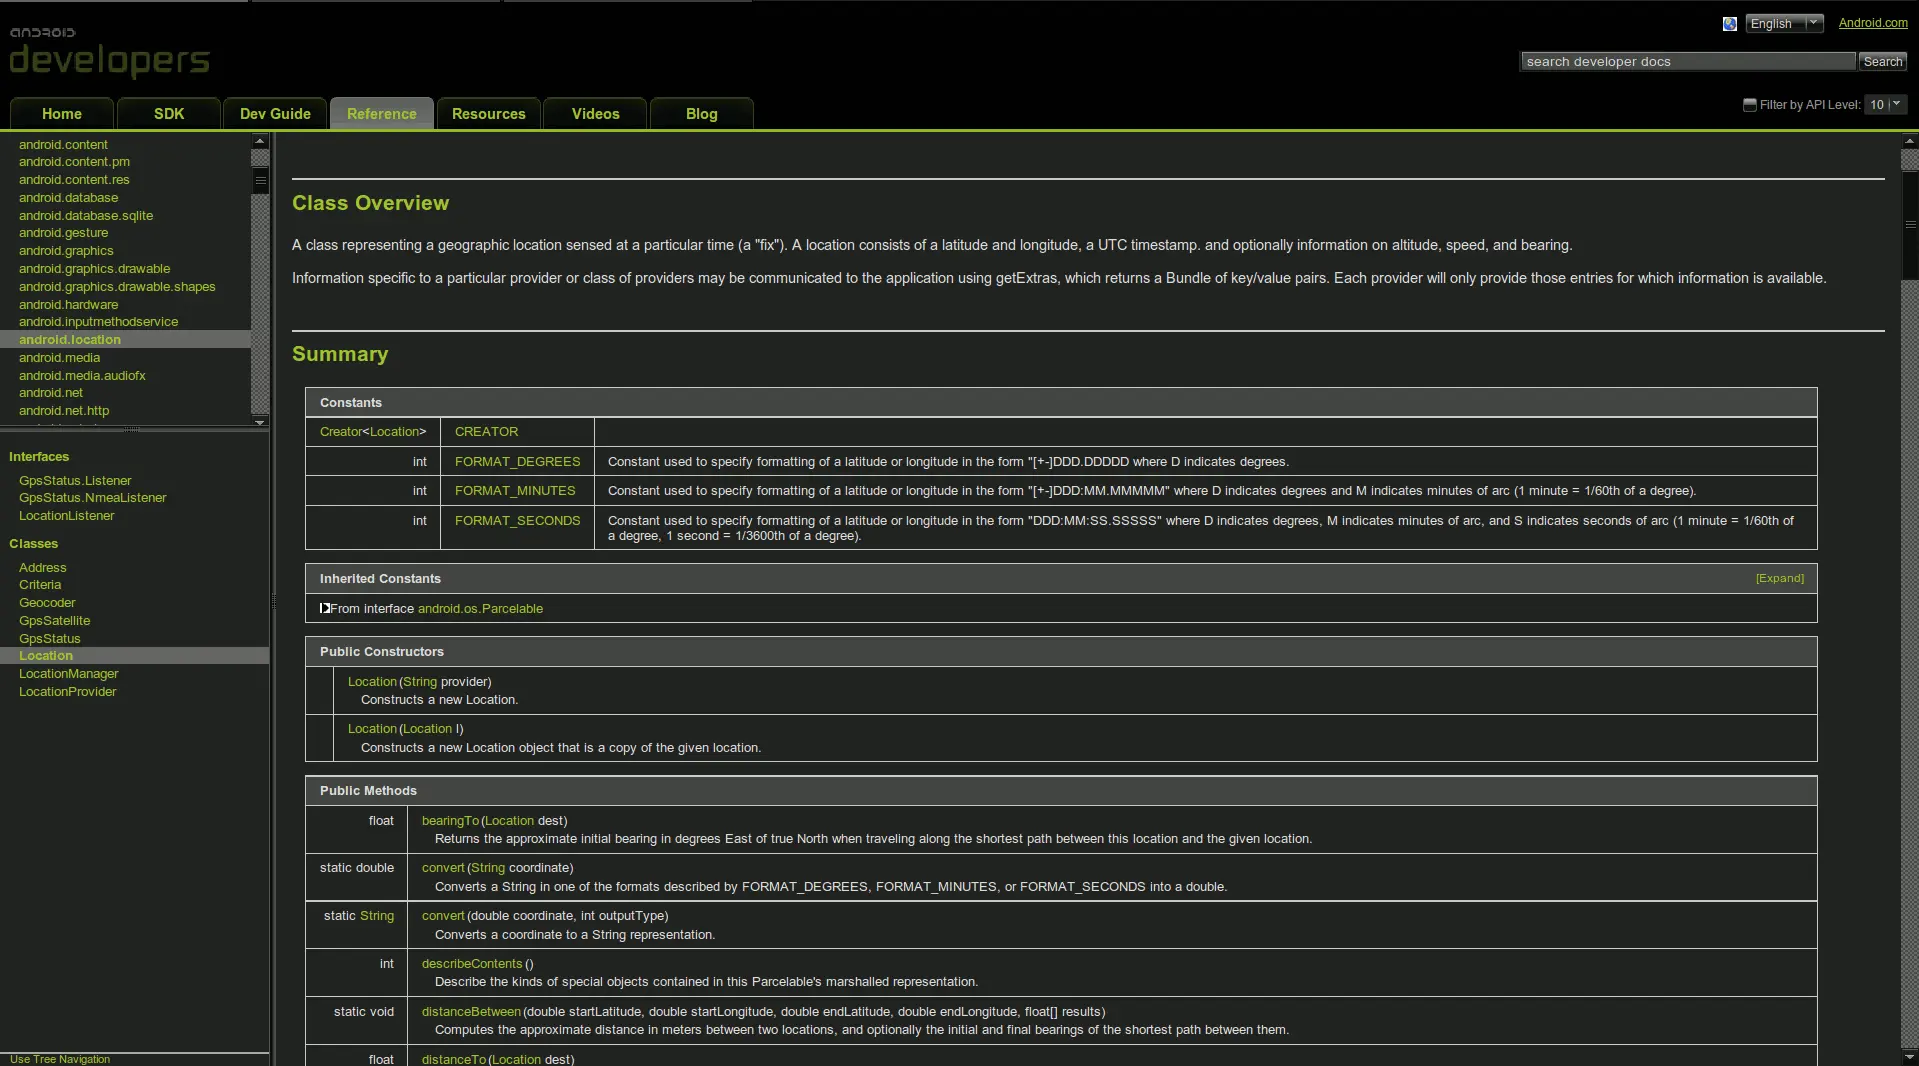 English
Android.com
android
developers
search developer docs
Search
Home
SDK
Dev Guide
Reference
Resources
Videos
Blog
Filter by API Level:
10
android.content
android.content.pm
android.content.res
android.database
android.database.sqlite
android.gesture
android.graphics
android.graphics.drawable
android.graphics.drawable.shapes
android.hardware
android.inputmethodservice
android.location
android.media
android.media.audiofx
android.net
android.net.http
Interfaces
GpsStatus.Listener
GpsStatus.NmeaListener
LocationListener
Classes
Address
Criteria
Geocoder
GpsSatellite
GpsStatus
Location
LocationManager
LocationProvider
Use Tree Navigation
Class Overview
A class representing a geographic location sensed at a particular time (a "fix"). A location consists of a latitude and longitude, a UTC timestamp. and optionally information on altitude, speed, and bearing.
Information specific to a particular provider or class of providers may be communicated to the application using getExtras, which returns a Bundle of key/value pairs. Each provider will only provide those entries for which information is available.
Summary
Constants
Creator<Location> CREATOR
int FORMAT_DEGREES Constant used to specify formatting of a latitude or longitude in the form "[+-]DDD.DDDDD where D indicates degrees.
int FORMAT_MINUTES Constant used to specify formatting of a latitude or longitude in the form "[+-]DDD:MM.MMMMM" where D indicates degrees and M indicates minutes of arc (1 minute = 1/60th of a degree).
int FORMAT_SECONDS Constant used to specify formatting of a latitude or longitude in the form "DDD:MM:SS.SSSSS" where D indicates degrees, M indicates minutes of arc, and S indicates seconds of arc (1 minute = 1/60th of
a degree, 1 second = 1/3600th of a degree).
Inherited Constants [Expand]
From interface android.os.Parcelable
Public Constructors
Location(String provider)
Constructs a new Location.
Location(Location l)
Constructs a new Location object that is a copy of the given location.
Public Methods
float bearingTo(Location dest)
Returns the approximate initial bearing in degrees East of true North when traveling along the shortest path between this location and the given location.
static double convert(String coordinate)
Converts a String in one of the formats described by FORMAT_DEGREES, FORMAT_MINUTES, or FORMAT_SECONDS into a double.
static String convert(double coordinate, int outputType)
Converts a coordinate to a String representation.
int describeContents()
Describe the kinds of special objects contained in this Parcelable's marshalled representation.
static void distanceBetween(double startLatitude, double startLongitude, double endLatitude, double endLongitude, float[] results)
Computes the approximate distance in meters between two locations, and optionally the initial and final bearings of the shortest path between them.
float distanceTo(Location dest)